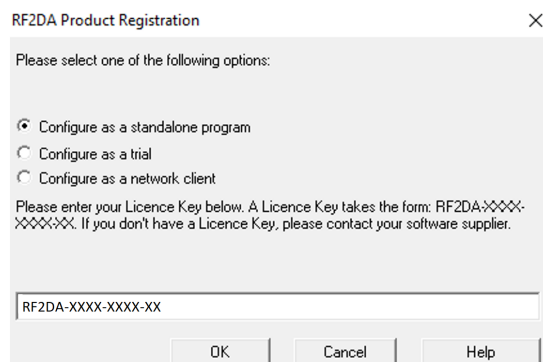 RF2DA Product Registration
Please select one of the following options:
Configure as a standalone program
Configure as a trial
Configure as a network client
Please enter your Licence Key below. A Licence Key takes the form: RF2DA-XXXX-
XXXX-XX. If you don't have a Licence Key, please contact your software supplier.
RF2DA-XXXX-XXXX-XX
OK
Cancel
Help